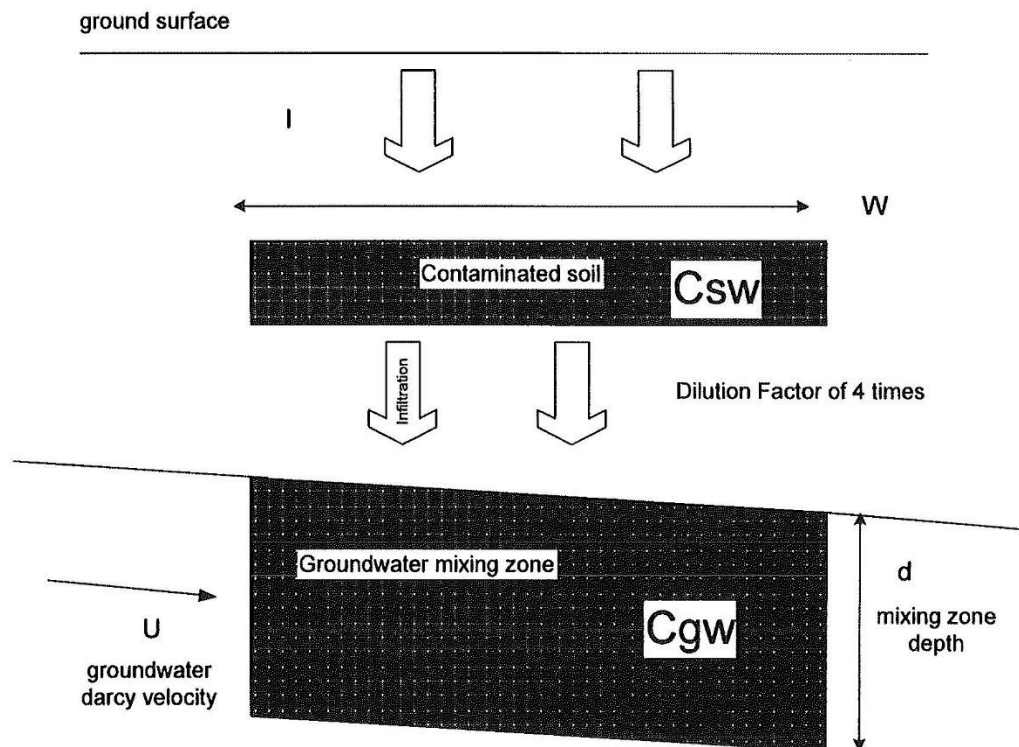 ground surface
I
W
Contaminated soil
Csw
Infiltration
Dilution Factor of 4 times
Groundwater mixing zone
Cgw
U
groundwater
darcy velocity
d
mixing zone
depth